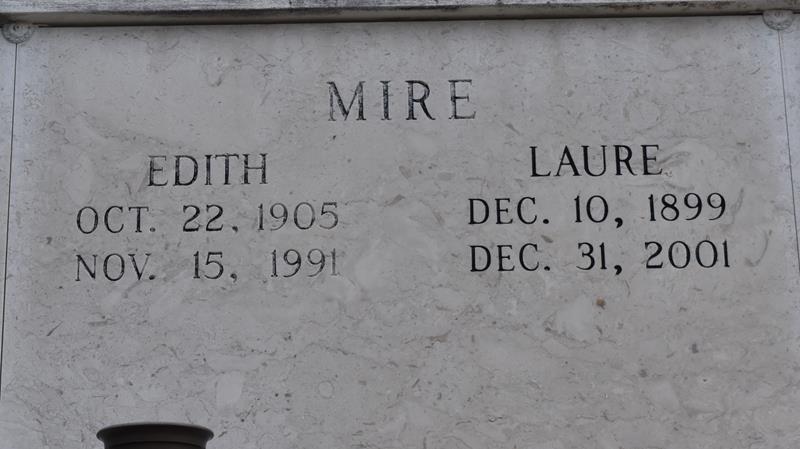 MIRE
EDITH
OCT. 22, 1905
NOV. 15, 1991
LAURE
DEC. 10, 1899
DEC. 31, 2001